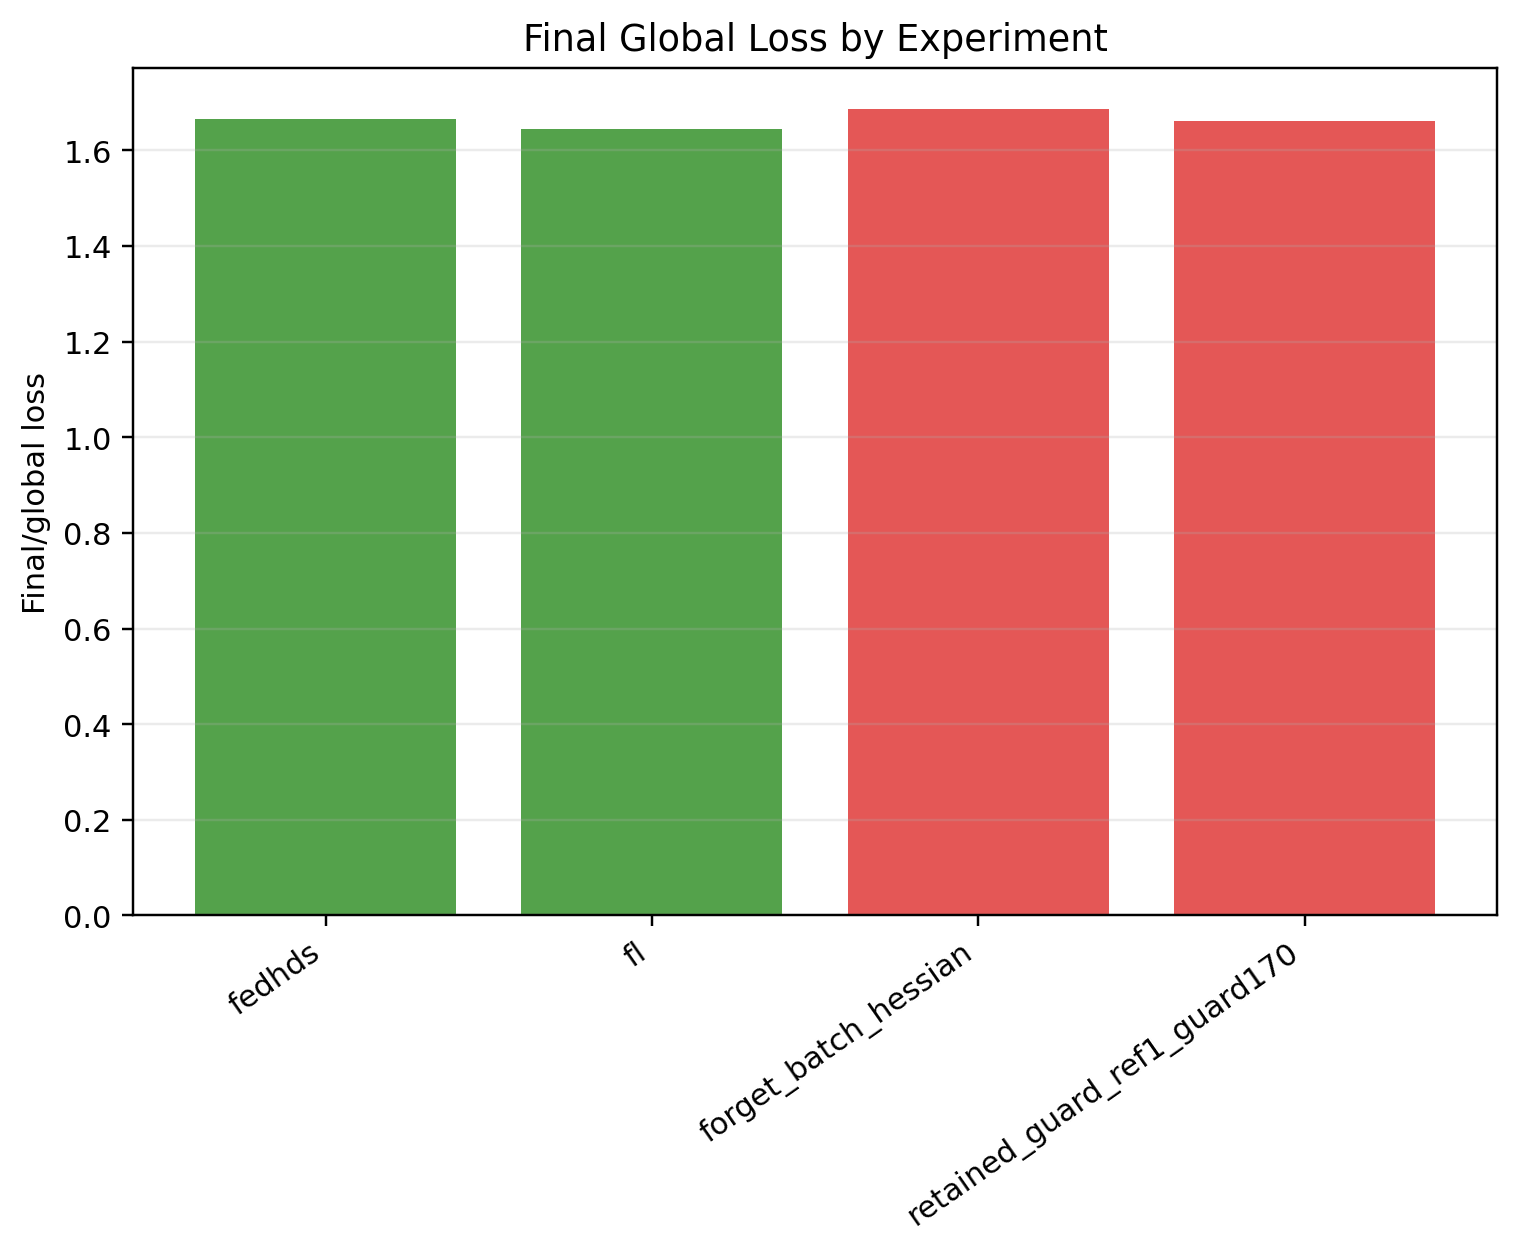 Final Global Loss by Experiment
Final/global loss
1.6
1.4
1.2
1.0
0.8
0.6
0.4
0.2
0.0
fedhds
fl
forget_batch_hessian
retained_guard_ref1_guard170